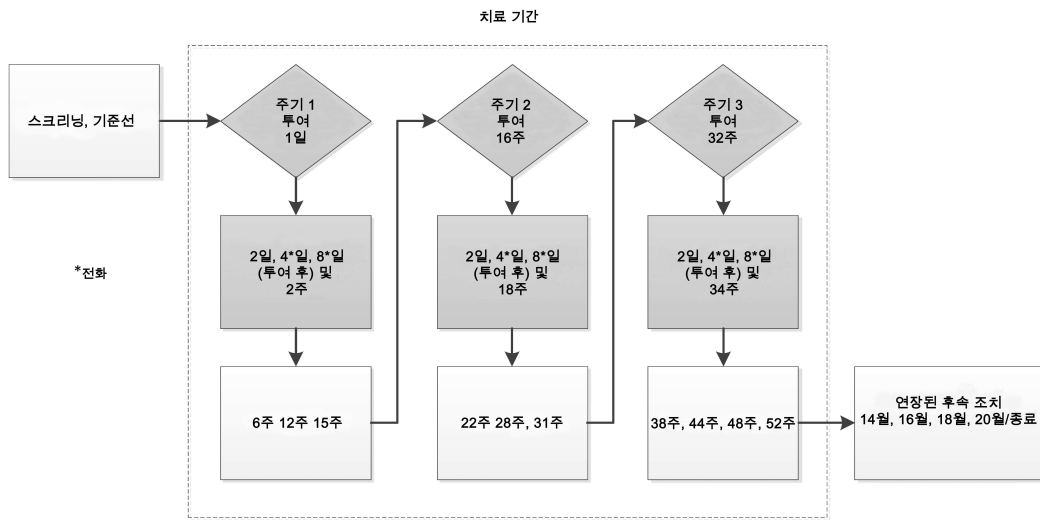 치료 기간
스크리닝, 기준선
주기 1
투여
1일
2일, 4*일, 8*일
(투여 후) 및
2주
6주 12주 15주
주기 2
투여
16주
2일, 4*일, 8*일
(투여 후) 및
18주
22주 28주, 31주
주기 3
투여
32주
2일, 4*일, 8*일
(투여 후) 및
34주
38주, 44주, 48주, 52주
연장된 후속 조치
14월, 16월, 18월, 20월/종료
*전화